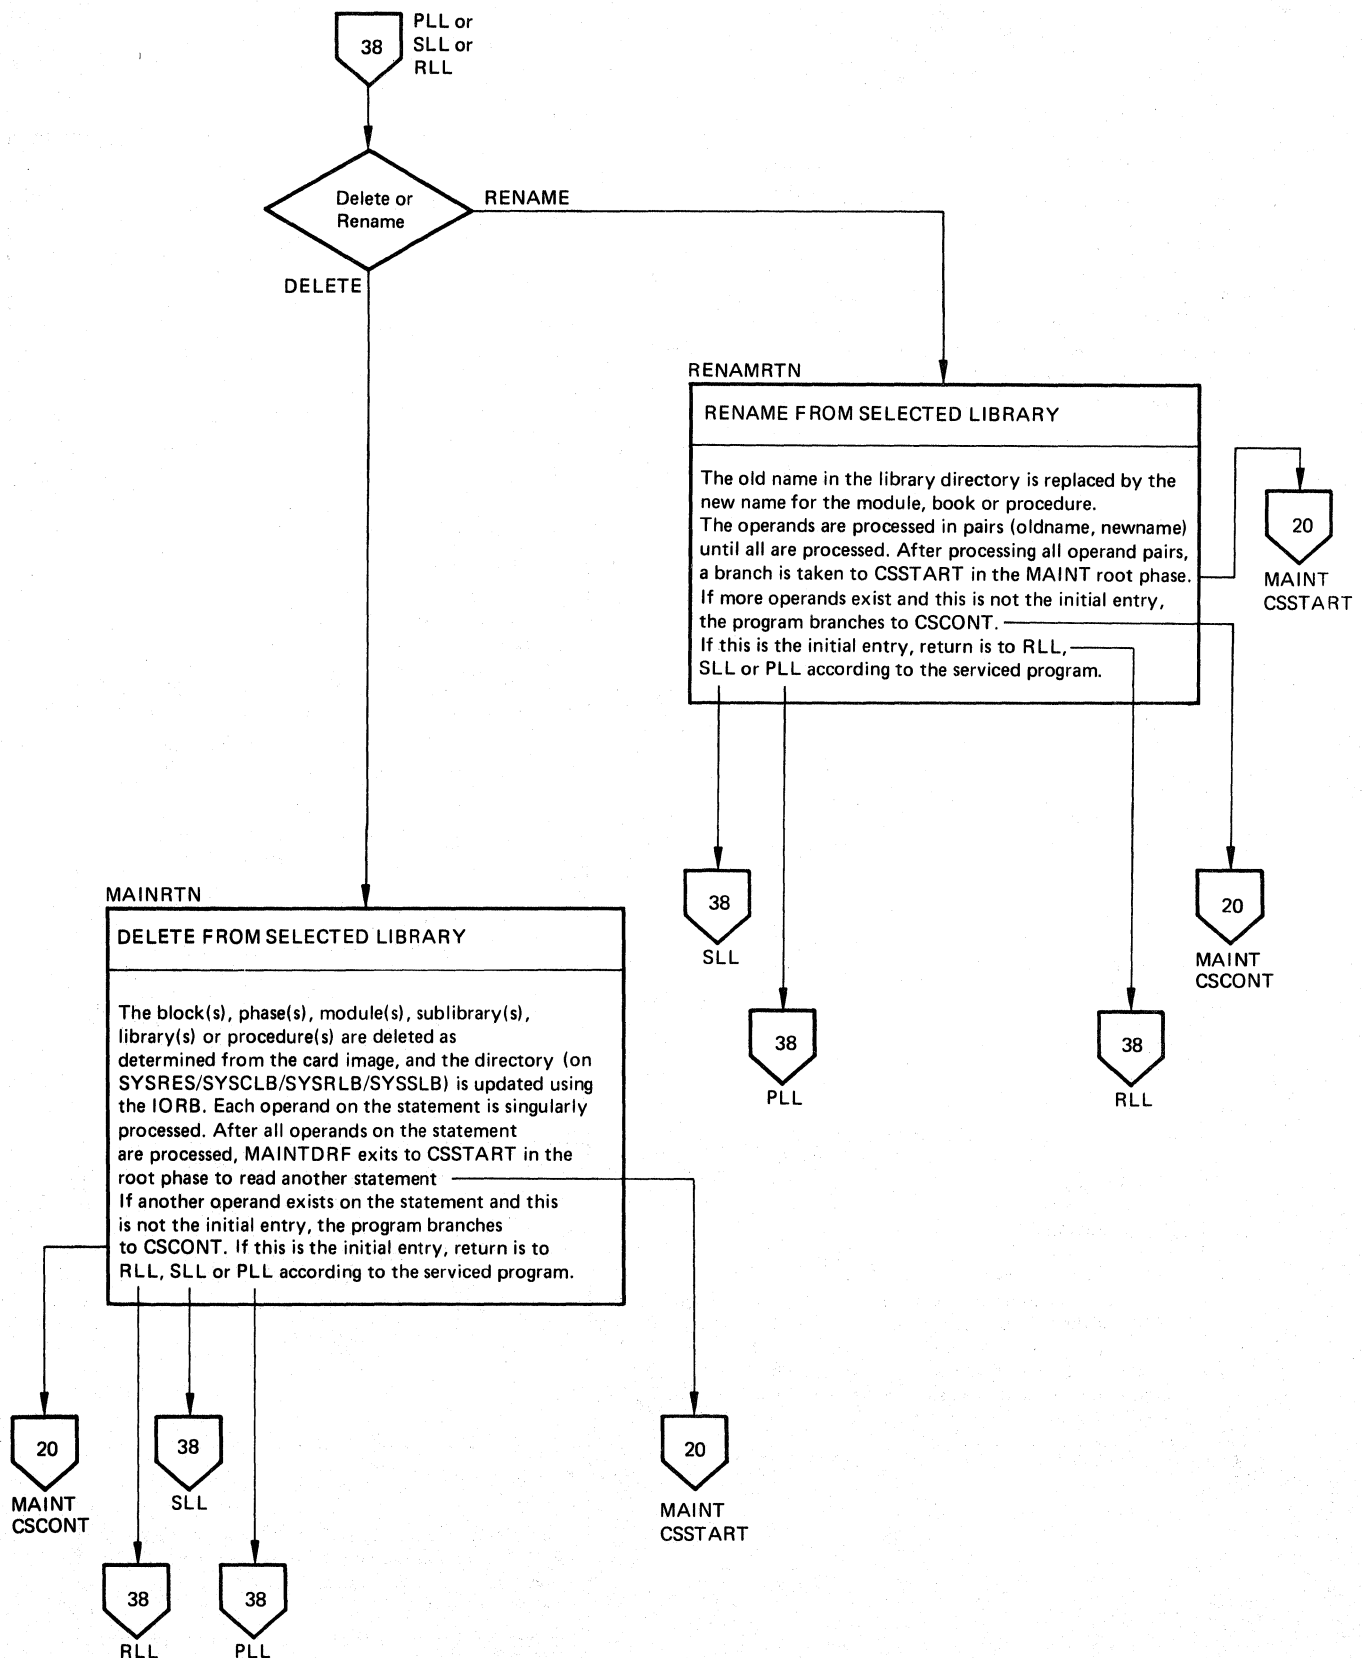 38
PLL or
SLL or
RLL
Delete or
Rename
RENAME
DELETE
RENAMRTN
RENAME FROM SELECTED LIBRARY
The old name in the library directory is replaced by the
new name for the module, book or procedure.
The operands are processed in pairs (oldname, newname)
until all are processed. After processing all operand pairs,
a branch is taken to CSSTART in the MAINT root phase.
If more operands exist and this is not the initial entry,
the program branches to CSCONT.
If this is the initial entry, return is to RLL,
SLL or PLL according to the serviced program.
20
MAINT
CSSTART
38
SLL
20
MAINT
CSCONT
38
PLL
38
RLL
MAINRTN
DELETE FROM SELECTED LIBRARY
The block(s), phase(s), module(s), sublibrary(s),
library(s) or procedure(s) are deleted as
determined from the card image, and the directory (on
SYSRES/SYSCLB/SYSRLB/SYSSLB) is updated using
the IORB. Each operand on the statement is singularly
processed. After all operands on the statement
are processed, MAINTDRF exits to CSSTART in the
root phase to read another statement
If another operand exists on the statement and this
is not the initial entry, the program branches
to CSCONT. If this is the initial entry, return is to
RLL, SLL or PLL according to the serviced program.
20
MAINT
CSCONT
38
SLL
20
MAINT
CSSTART
38
RLL
38
PLL